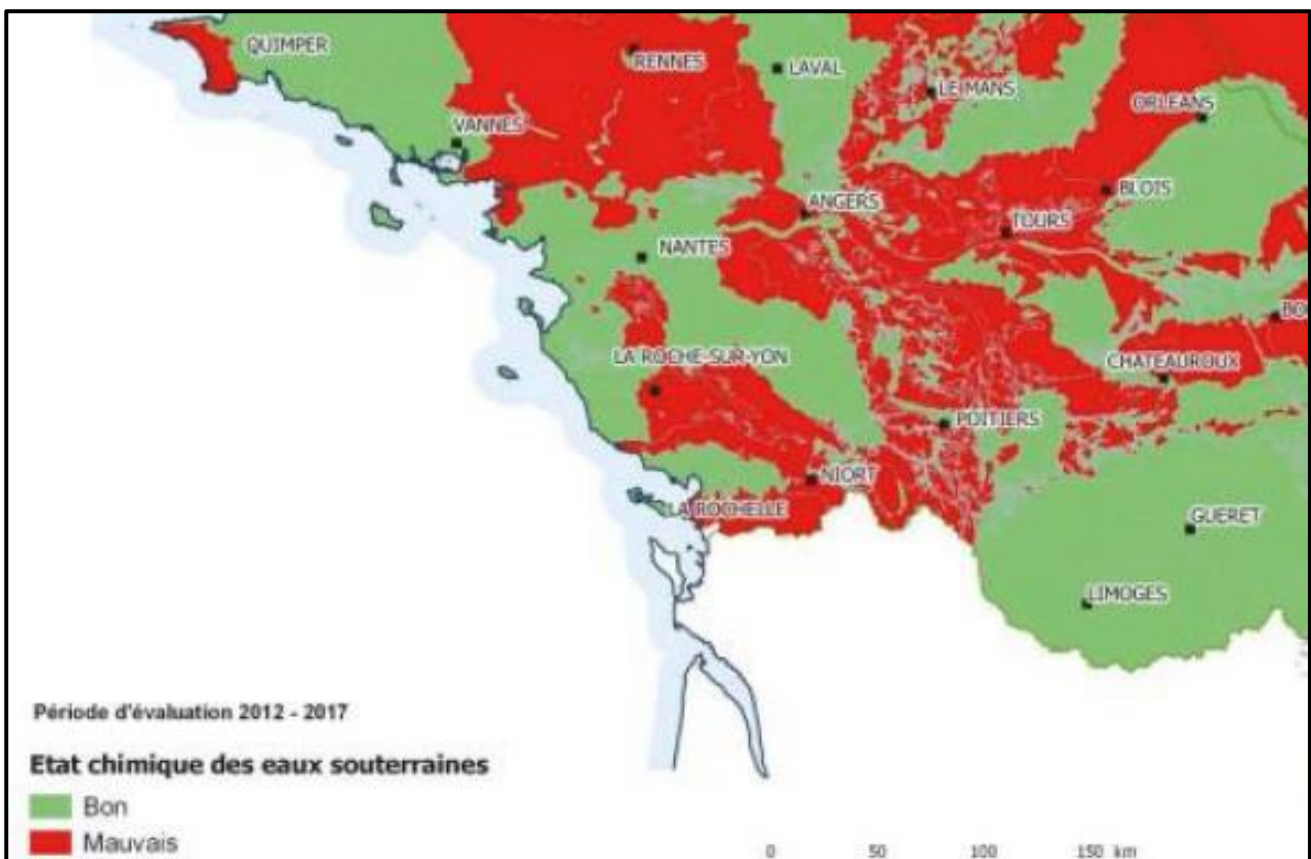 QUIMPER
RENNES
LAVAL
LE MANS
ORLEANS
VANNES
BLOIS
ANGERS
TOURS
NANTES
BO
LA ROCHE-SUR-YON
CHATEAUROUX
POITIERS
NIORT
LA ROCHELLE
GUERET
LIMOGES
Période d'évaluation 2012 - 2017
Etat chimique des eaux souterraines
Bon
Mauvais
0 50 100 150 km